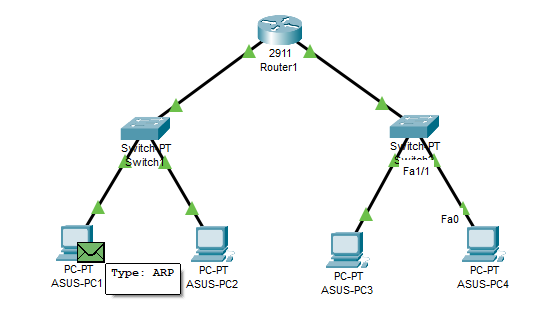 2911
Router1
Switch-PT
Switch1
Switch-PT
Fa1/1
Fa0
PC-PT
ASUS-PC1
Type: ARP
PC-PT
ASUS-PC2
PC-PT
ASUS-PC3
PC-PT
ASUS-PC4